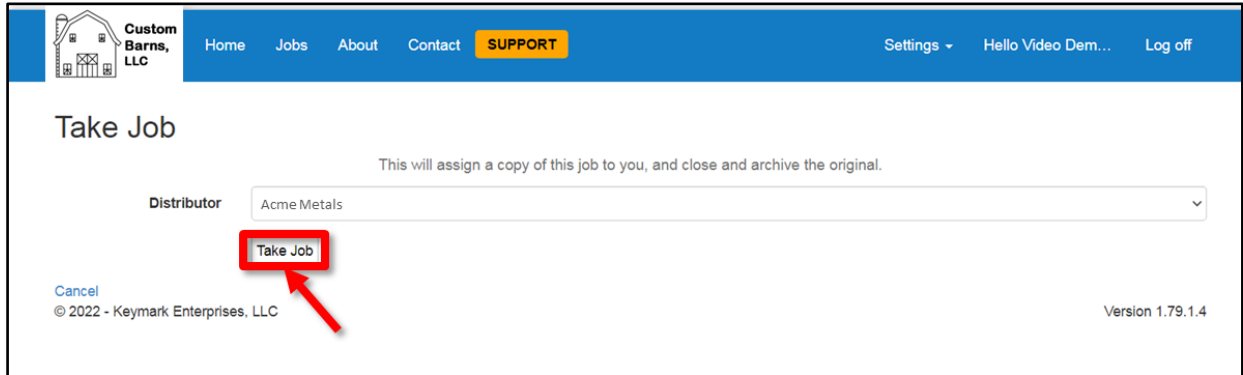 Custom
Barns,
LLC
Home Jobs About Contact SUPPORT Settings Hello Video Dem... Log off
Take Job
This will assign a copy of this job to you, and close and archive the original.
Distributor Acme Metals
Take Job
Cancel
© 2022 - Keymark Enterprises, LLC Version 1.79.1.4